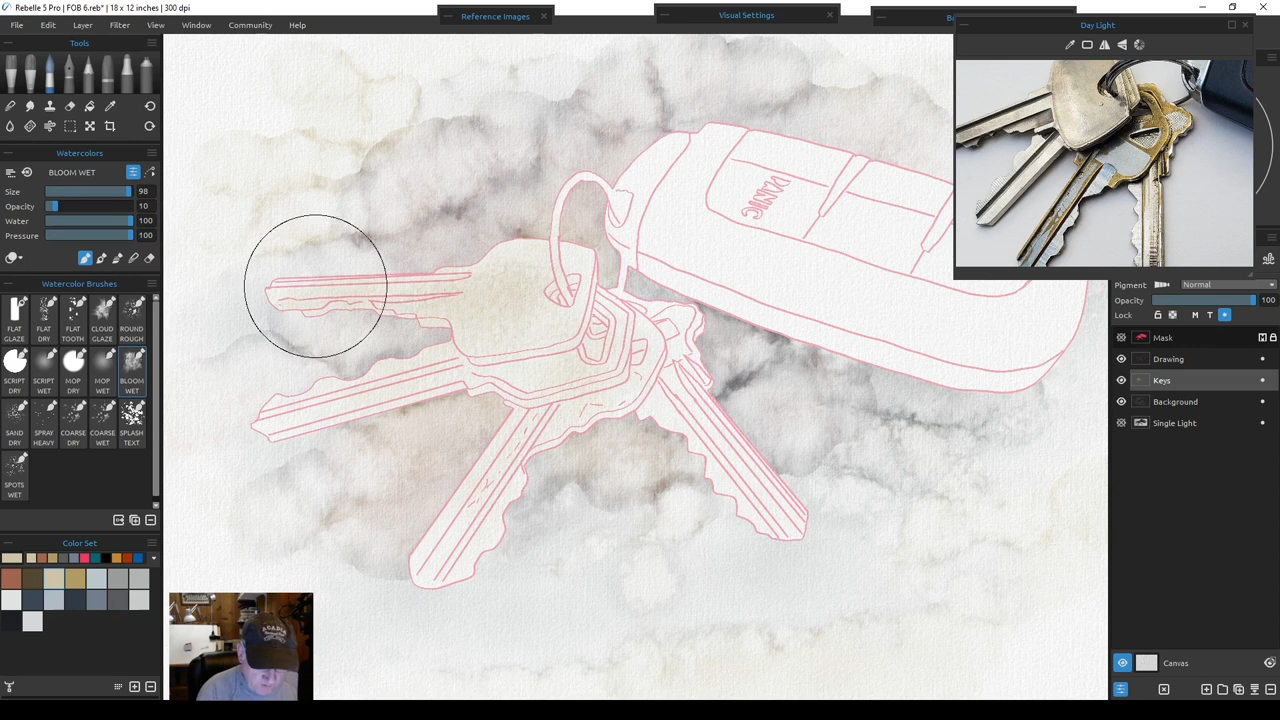 Rebelle 5 Pro | FOB 6.reb* | 18 x 12 inches | 300 dpi
File Edit Layer Filter View Window Community Help
Reference Images
Visual Settings
Day Light
Tools
Watercolors
BLOOM WET
Size 98
Opacity 10
Water 100
Pressure 100
Watercolor Brushes
FLAT GLAZE
FLAT DRY
FLAT TOOTH
CLOUD GLAZE
ROUND ROUGH
SCRIPT DRY
SCRIPT WET
MOP DRY
MOP WET
BLOOM WET
SAND DRY
SPRAY HEAVY
COARSE DRY
COARSE WET
SPLASH TEXT
SPOTS WET
Color Set
PANIC
Pigment Normal
Opacity 100
Lock M T
Mask
Drawing
Keys
Background
Single Light
Canvas